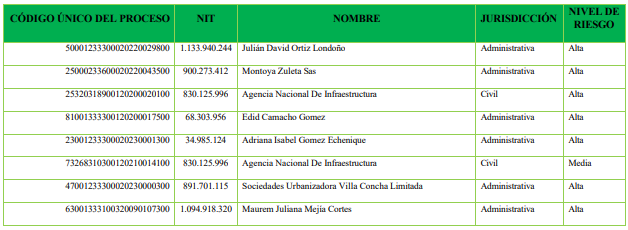 CÓDIGO ÚNICO DEL PROCESO NIT NOMBRE JURISDICCIÓN NIVEL DE RIESGO
50001233300020220029800 1.133.940.244 Julián David Ortiz Londoño Administrativa Alta
25000233600020220043500 900.273.412 Montoya Zuleta Sas Administrativa Alta
25320318900120200020100 830.125.996 Agencia Nacional De Infraestructura Civil Alta
81001333300120200017500 68.303.956 Edid Camacho Gomez Administrativa Alta
23001233300020230001300 34.985.124 Adriana Isabel Gomez Echenique Administrativa Alta
73268310300120210014100 830.125.996 Agencia Nacional De Infraestructura Civil Media
47001233300020230000300 891.701.115 Sociedades Urbanizadora Villa Concha Limitada Administrativa Alta
63001333100320090107300 1.094.918.320 Maurem Juliana Mejía Cortes Administrativa Alta